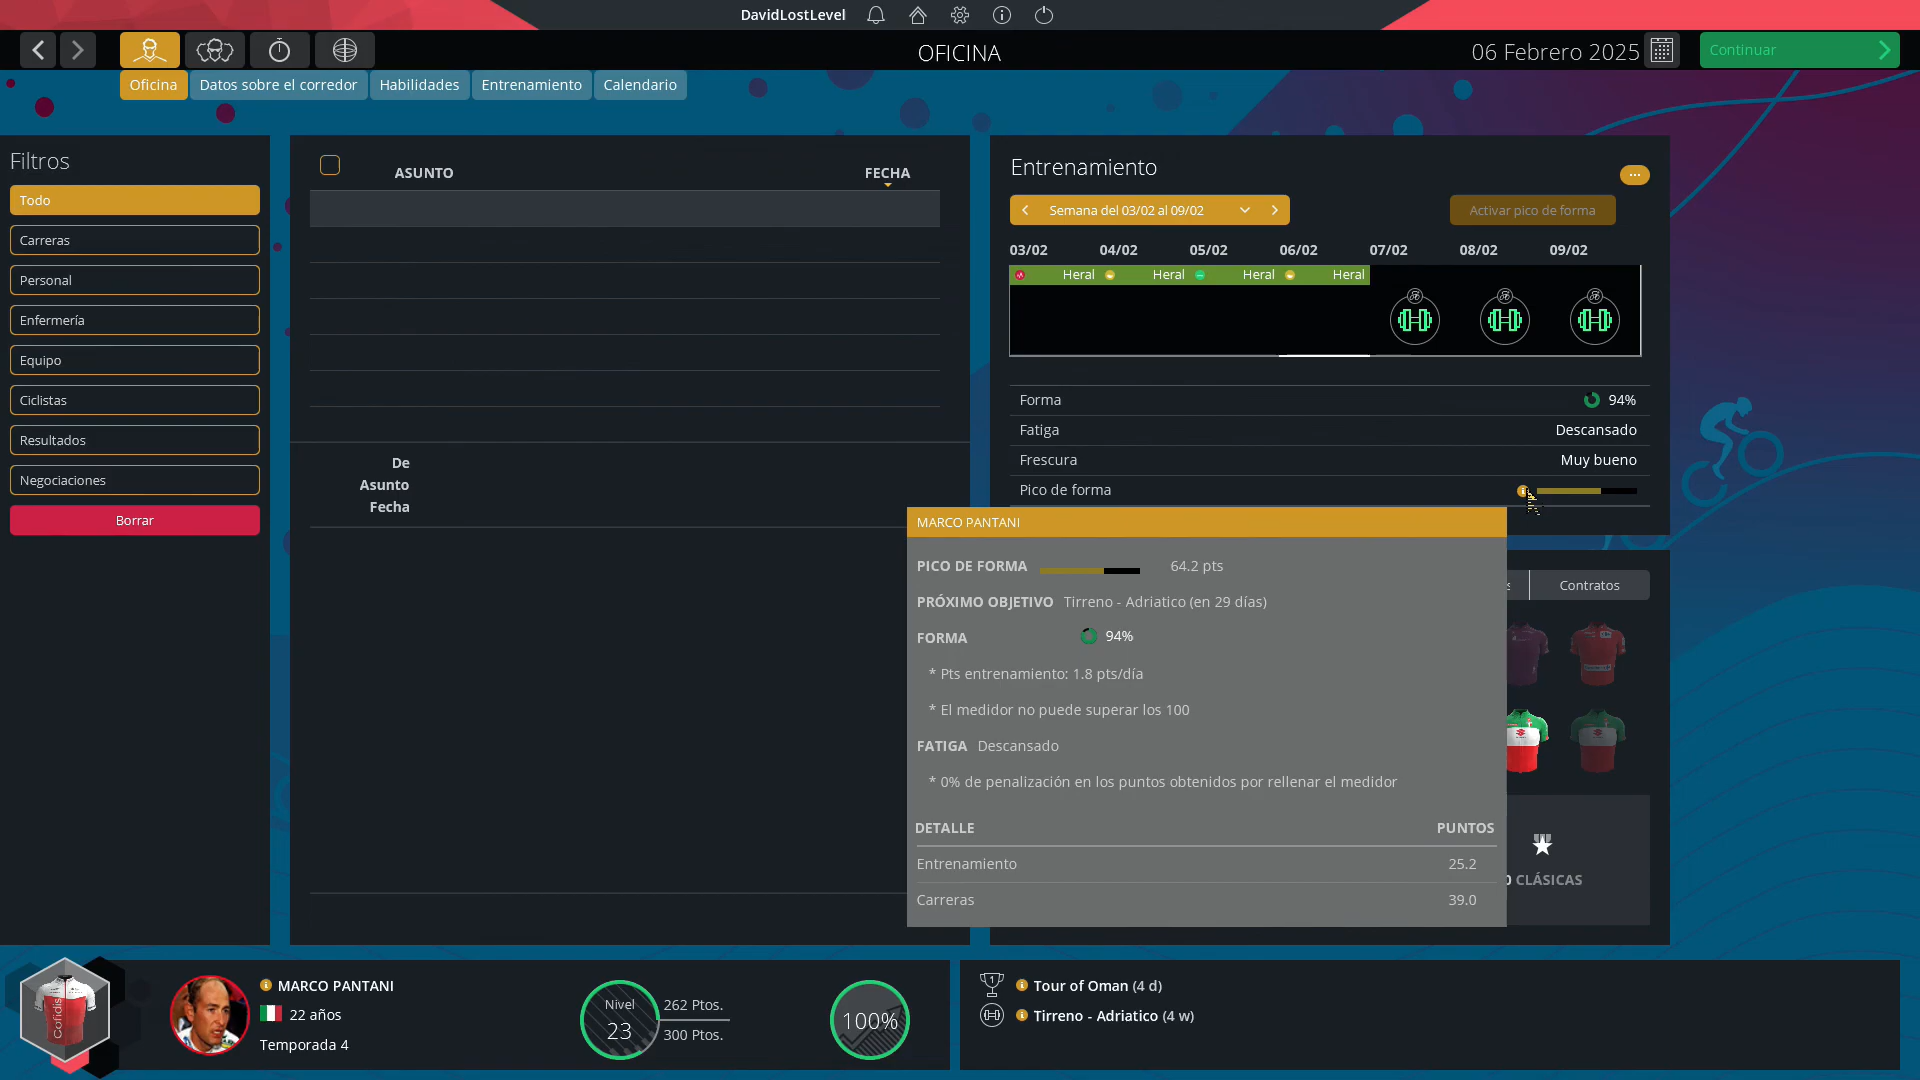 DavidLostLevel
OFICINA
06 Febrero 2025
Continuar
Oficina
Datos sobre el corredor
Habilidades
Entrenamiento
Calendario
Filtros
Todo
Carreras
Personal
Enfermería
Equipo
Ciclistas
Resultados
Negociaciones
Borrar
ASUNTO
FECHA
De
Asunto
Fecha
Entrenamiento
...
Semana del 03/02 al 09/02
Activar pico de forma
03/02 04/02 05/02 06/02 07/02 08/02 09/02
Heral Heral Heral Heral
Forma 94%
Fatiga Descansado
Frescura Muy bueno
Pico de forma
MARCO PANTANI
PICO DE FORMA 64.2 pts
PRÓXIMO OBJETIVO Tirreno - Adriatico (en 29 días)
FORMA 94%
* Pts entrenamiento: 1.8 pts/día
* El medidor no puede superar los 100
FATIGA Descansado
* 0% de penalización en los puntos obtenidos por rellenar el medidor
DETALLE PUNTOS
Entrenamiento 25.2
Carreras 39.0
Contratos
0 CLÁSICAS
Cofidis
MARCO PANTANI
22 años
Temporada 4
Nivel
23
262 Ptos.
300 Ptos.
100%
1
Tour of Oman (4 d)
Tirreno - Adriatico (4 w)